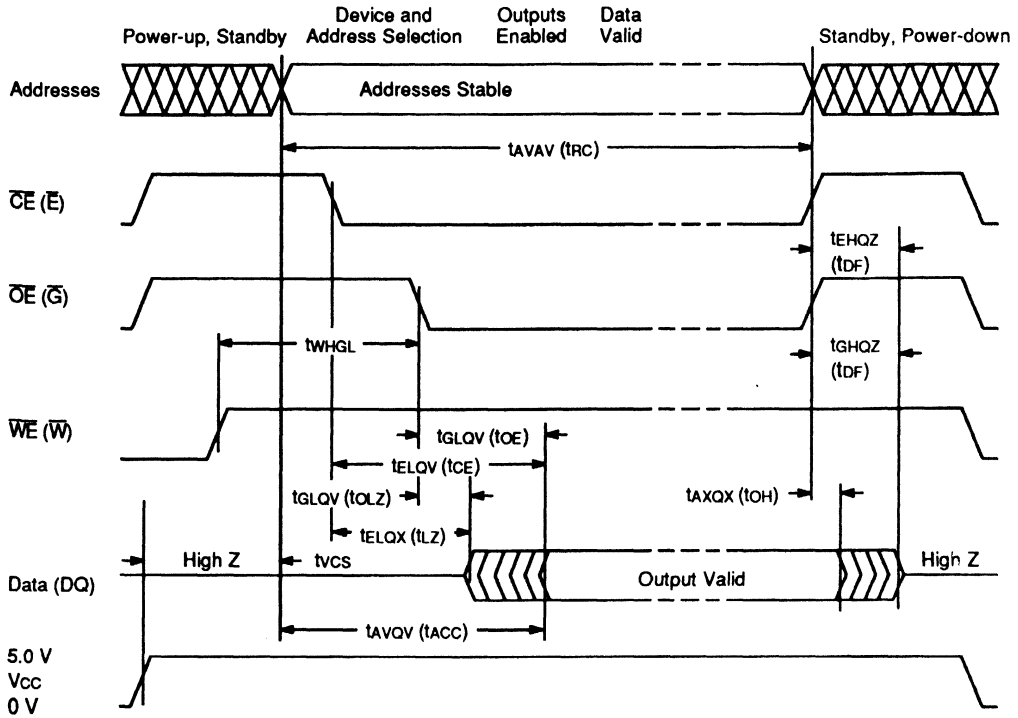 Power-up, Standby
Device and
Address Selection
Outputs
Enabled
Data
Valid
Standby, Power-down
Addresses
Addresses Stable
tAVAV (tRC)
CE (E)
tEHQZ
(tDF)
OE (G)
tWHGL
tGHQZ
(tDF)
WE (W)
tGLQV (tOE)
tELQV (tCE)
tGLQV (tOLZ)
tAXQX (tOH)
tELQX (tLZ)
High Z
tVCS
High Z
Data (DQ)
Output Valid
tAVQV (tACC)
5.0 V
VCC
0 V